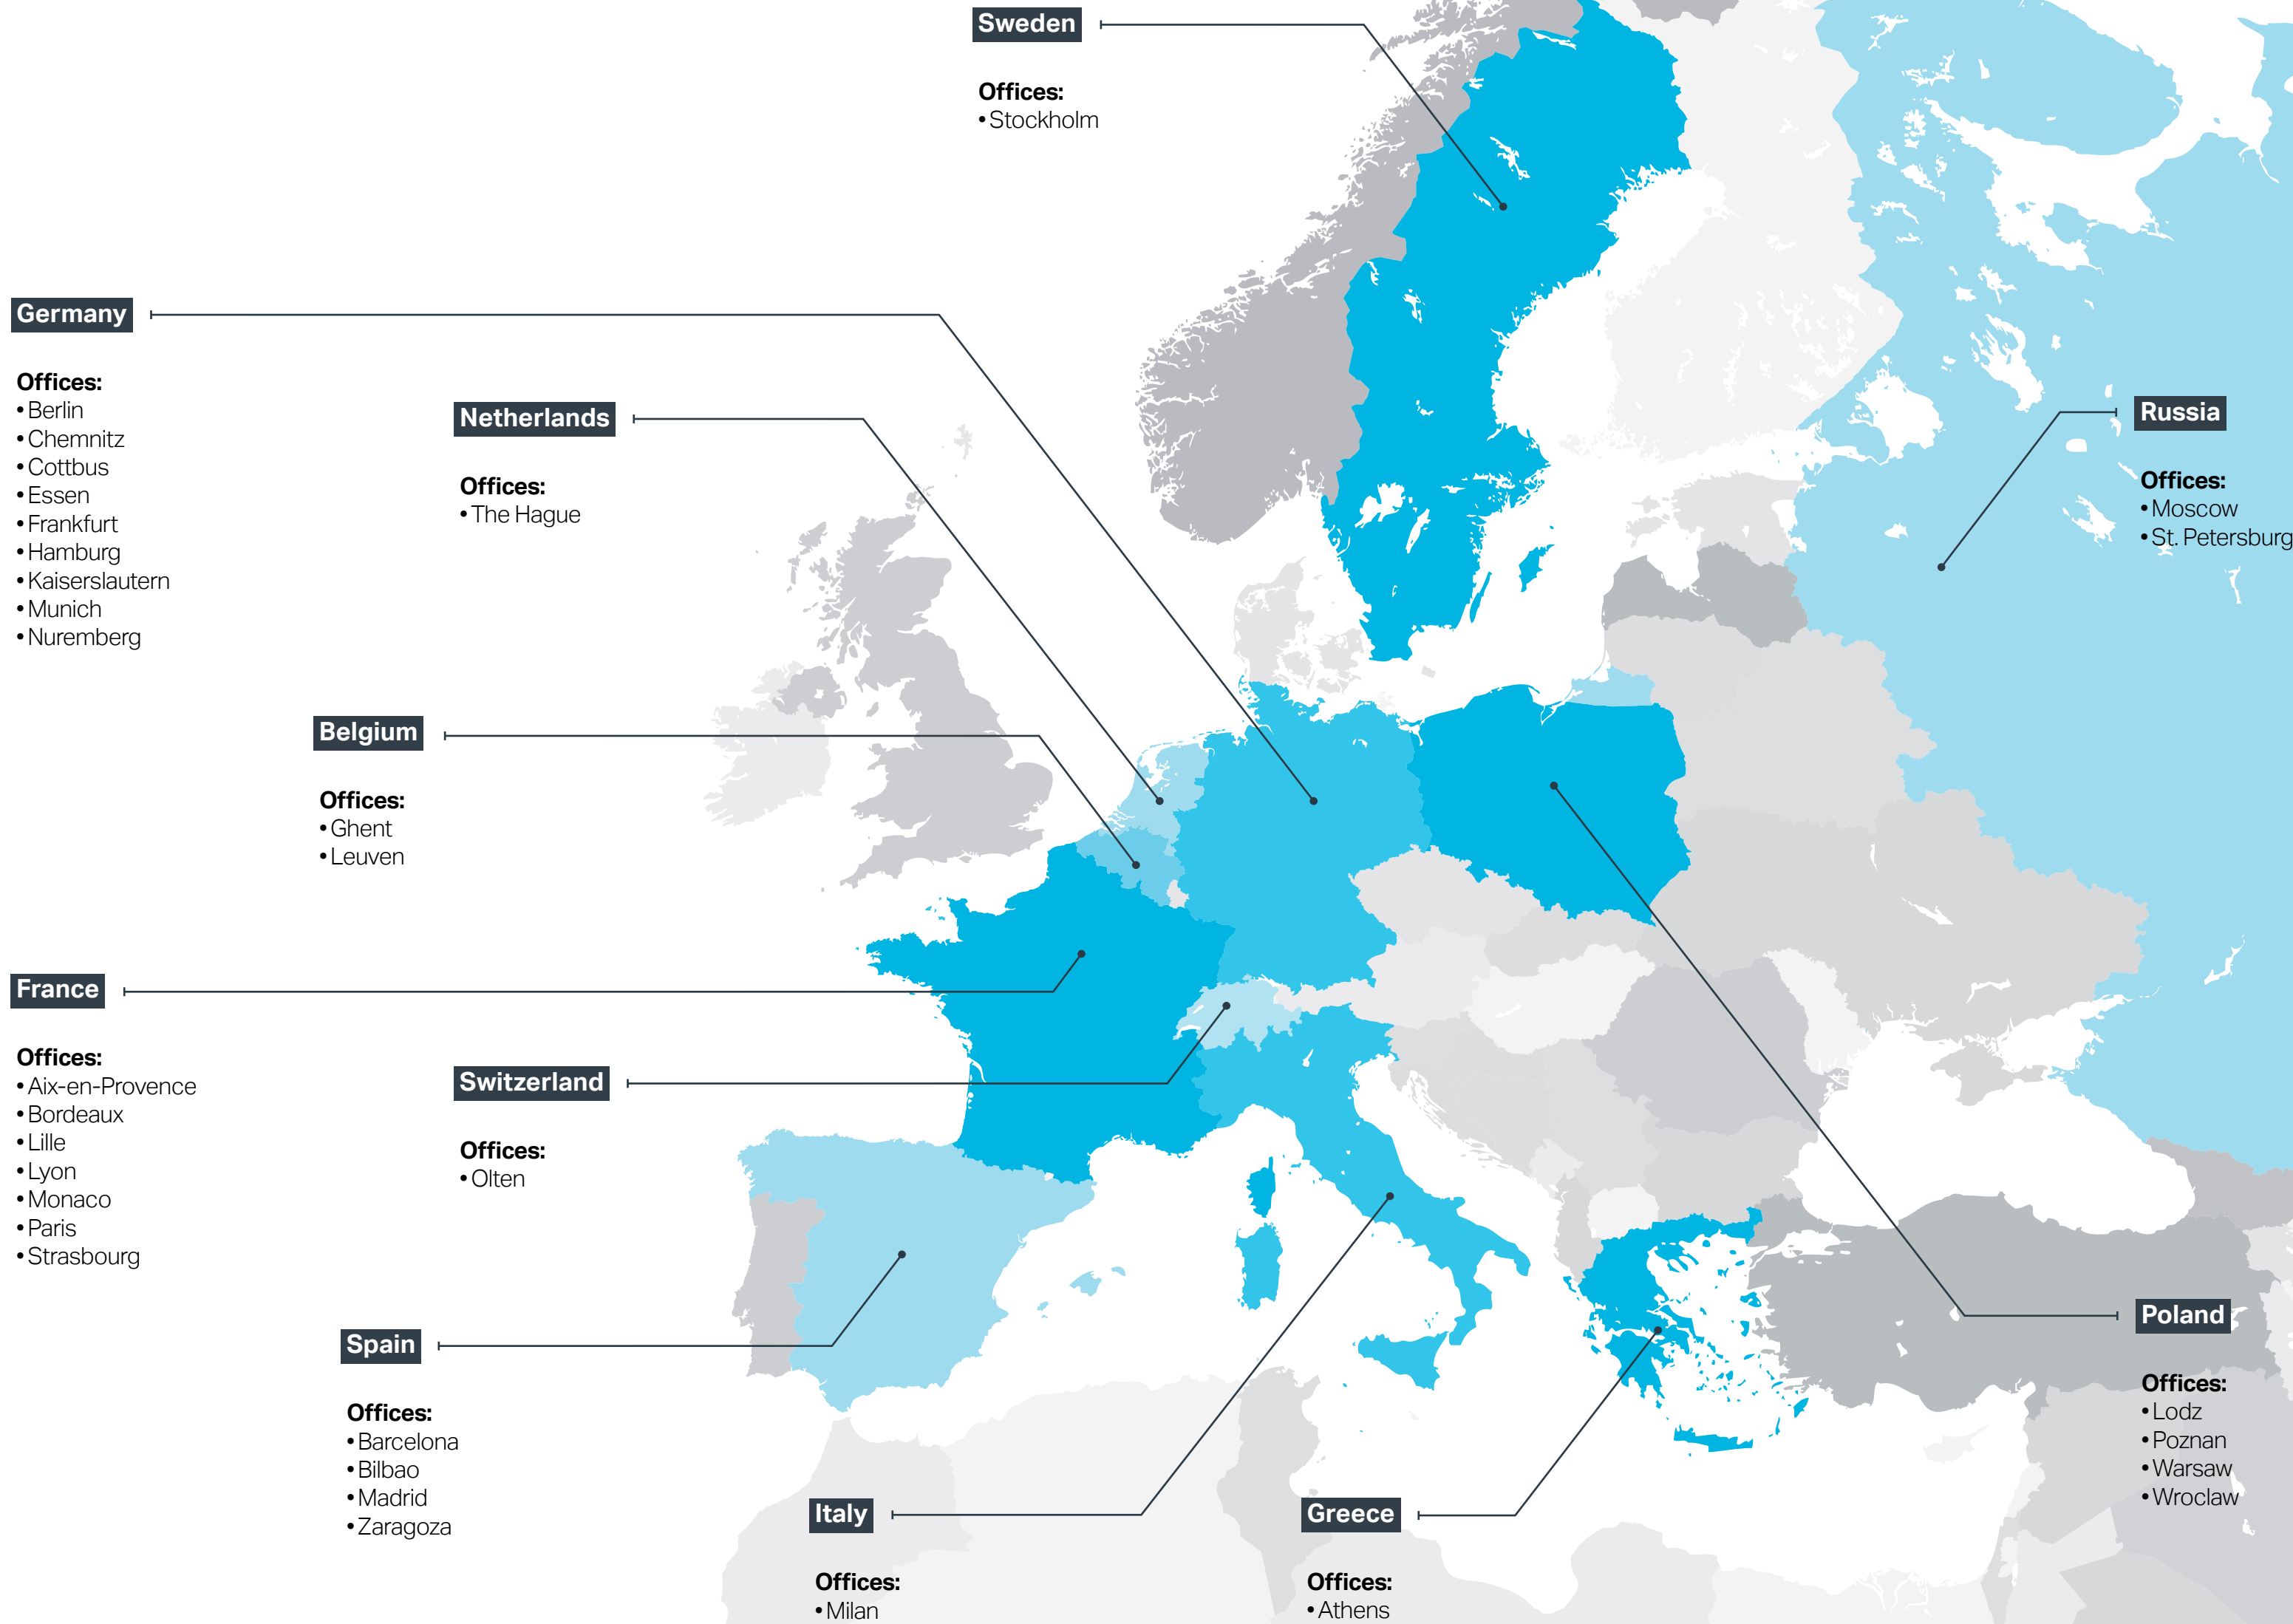 Sweden
Offices:
• Stockholm
Germany
Offices:
• Berlin
• Chemnitz
• Cottbus
• Essen
• Frankfurt
• Hamburg
• Kaiserslautern
• Munich
• Nuremberg
Netherlands
Offices:
• The Hague
Russia
Offices:
• Moscow
• St. Petersburg
Belgium
Offices:
• Ghent
• Leuven
France
Offices:
• Aix-en-Provence
• Bordeaux
• Lille
• Lyon
• Monaco
• Paris
• Strasbourg
Switzerland
Offices:
• Olten
Spain
Offices:
• Barcelona
• Bilbao
• Madrid
• Zaragoza
Italy
Offices:
• Milan
Greece
Offices:
• Athens
Poland
Offices:
• Lodz
• Poznan
• Warsaw
• Wroclaw